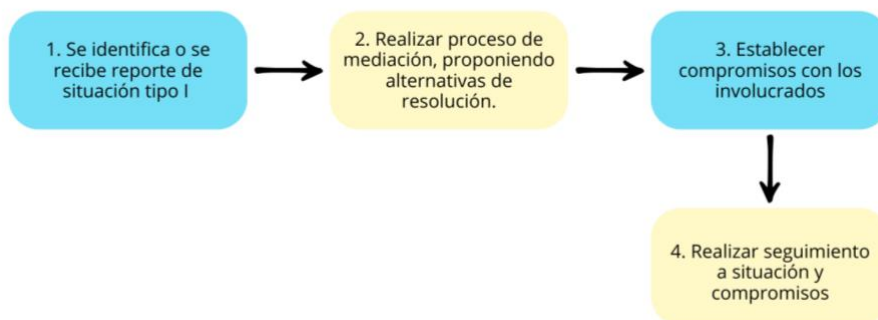 1. Se identifica o se
recibe reporte de
situación tipo I
2. Realizar proceso de
mediación, proponiendo
alternativas de
resolución.
3. Establecer
compromisos con los
involucrados
4. Realizar seguimiento
a situación y
compromisos